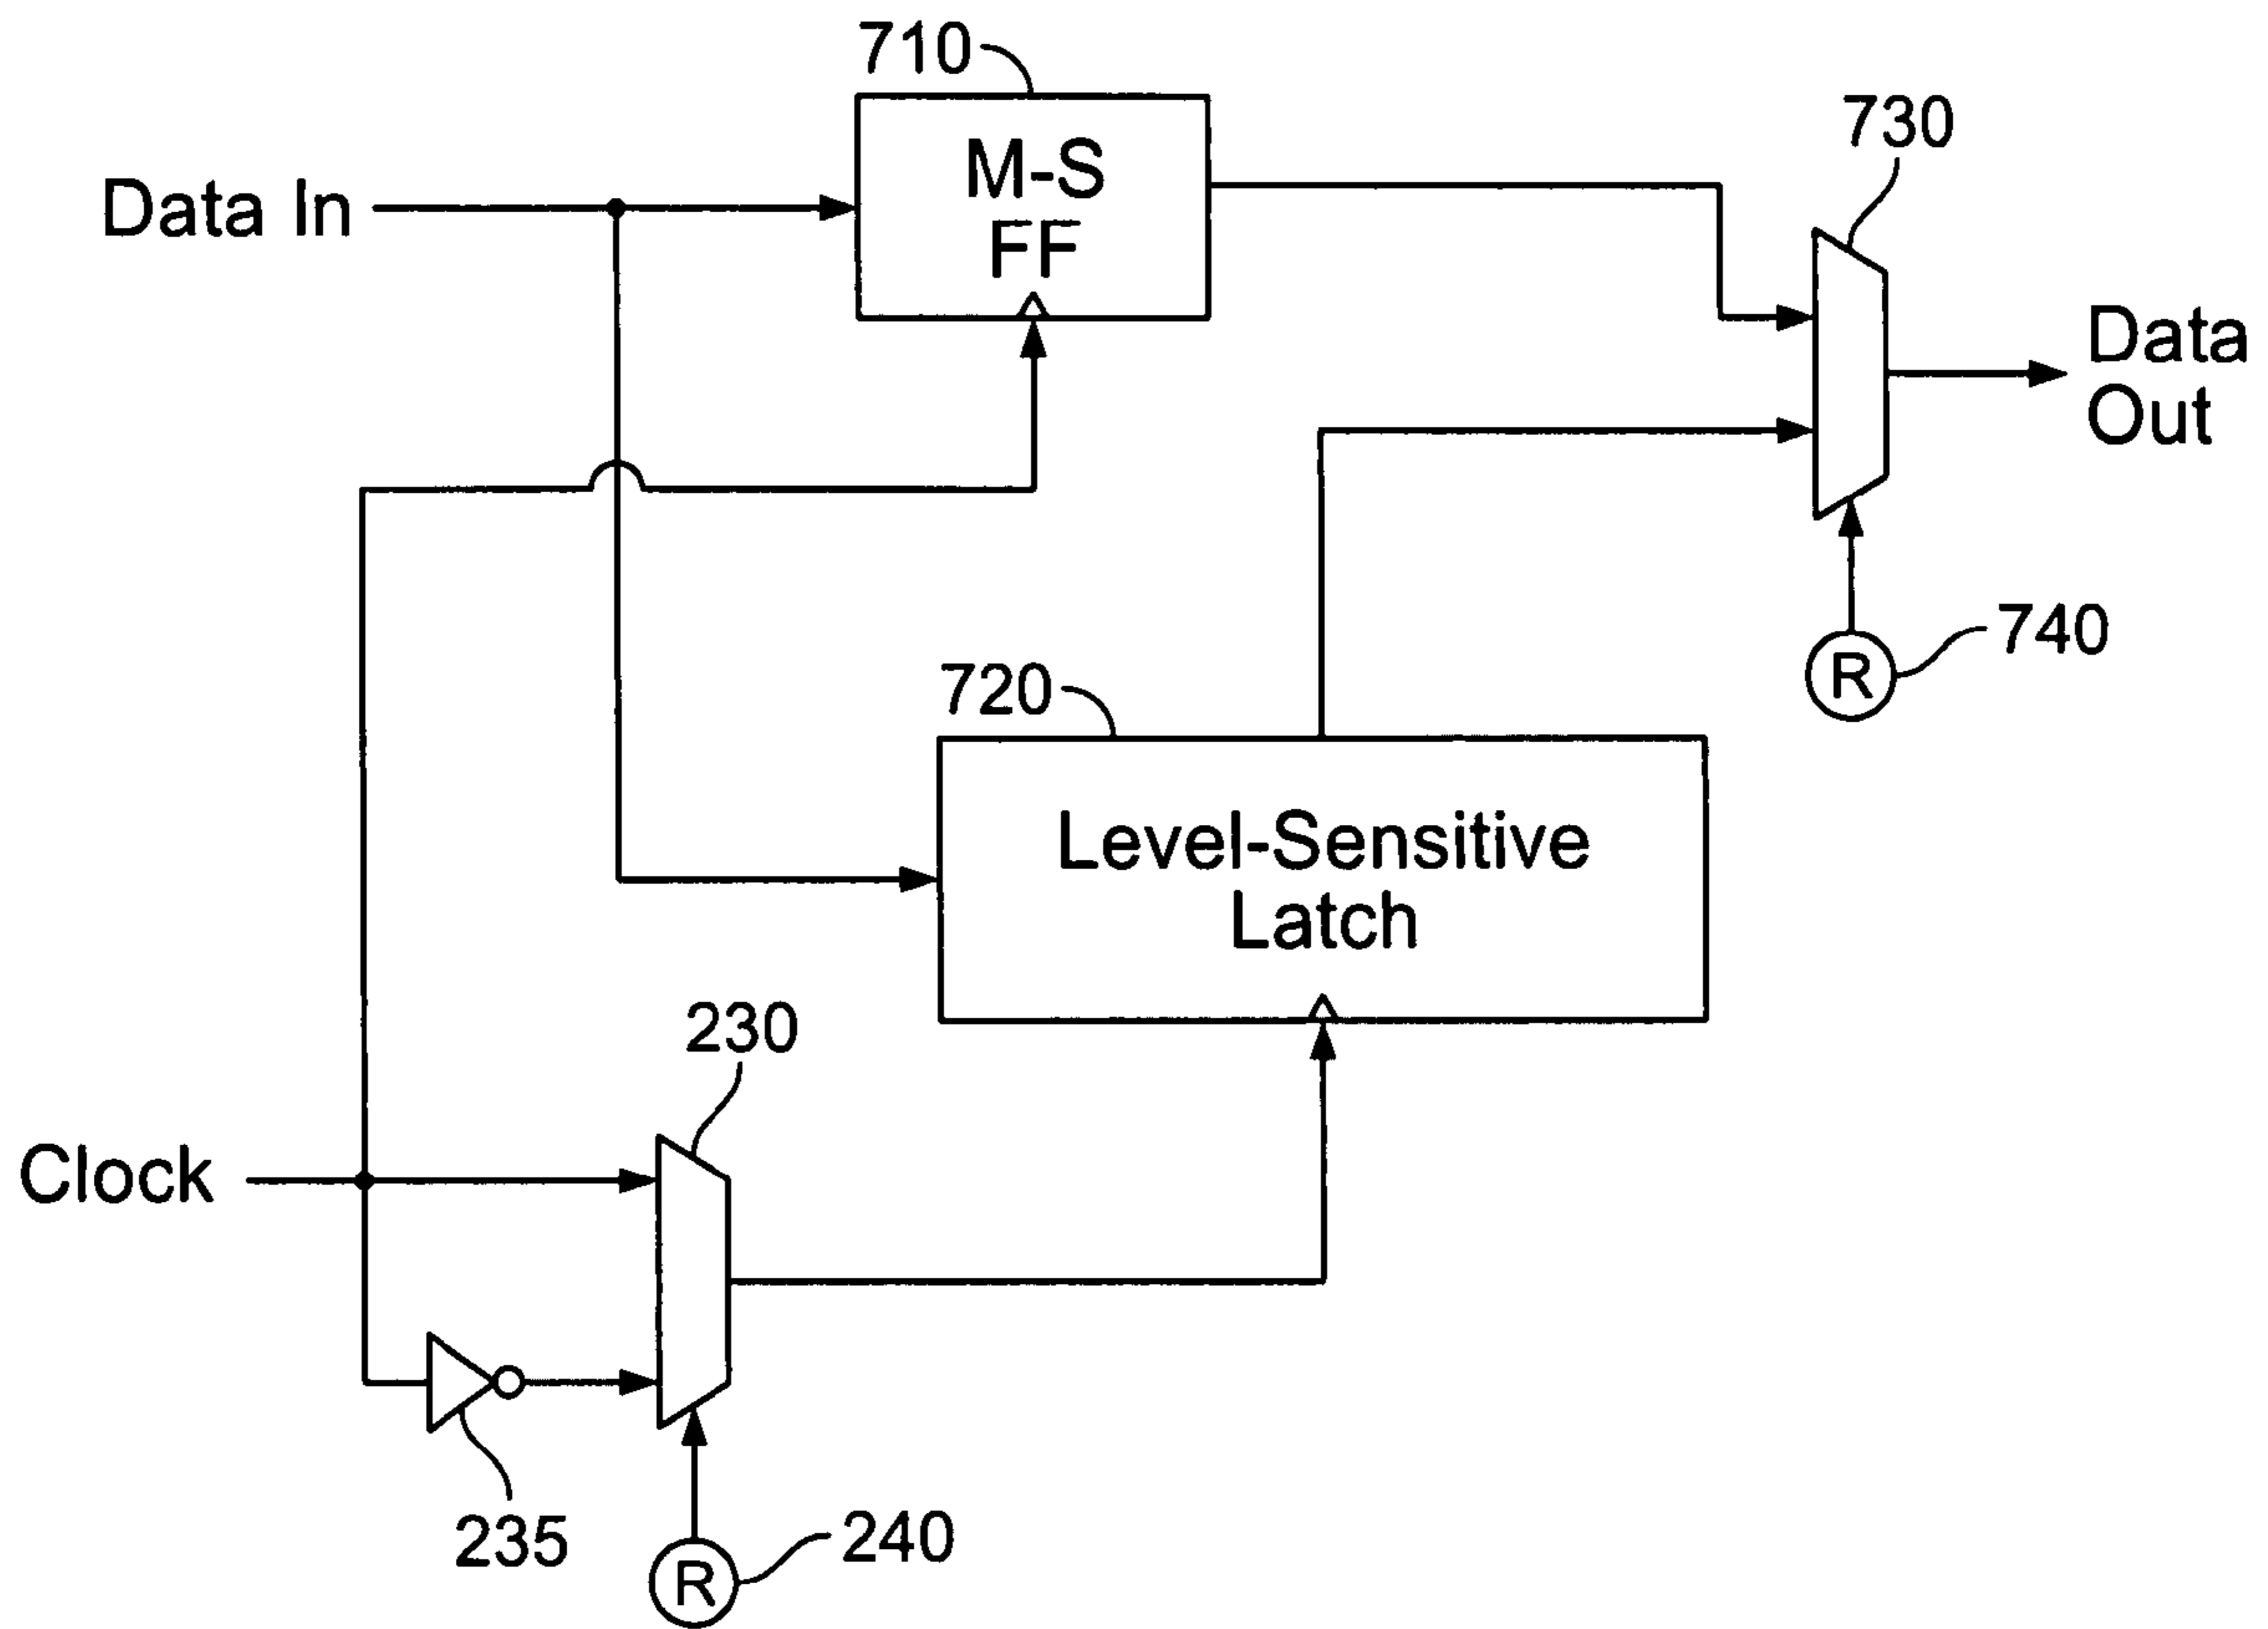 710
M-S
FF
730
Data In
Data
Out
740
R
720
Level-Sensitive
Latch
230
Clock
235
240
R